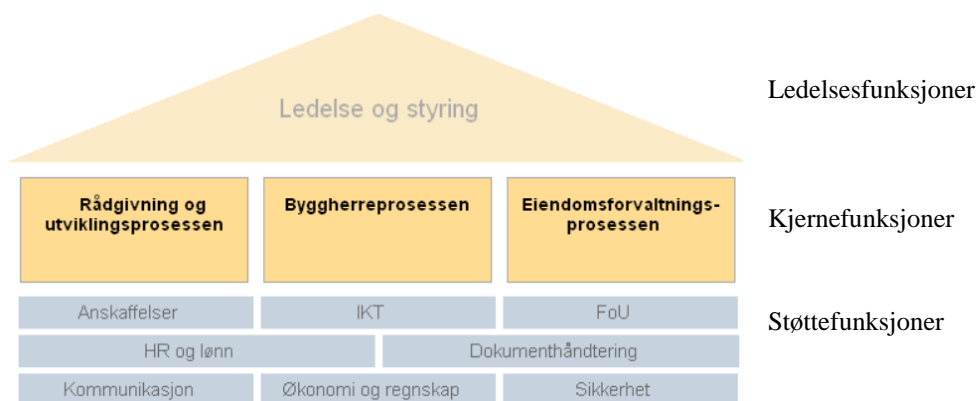 Ledelse og styring
Ledelsesfunksjoner
Rådgivning og
utviklingsprosessen
Byggherreprosessen
Eiendomsforvaltnings-
prosessen
Kjernefunksjoner
Anskaffelser
IKT
FoU
HR og lønn
Dokumenthåndtering
Kommunikasjon
Økonomi og regnskap
Sikkerhet
Støttefunksjoner